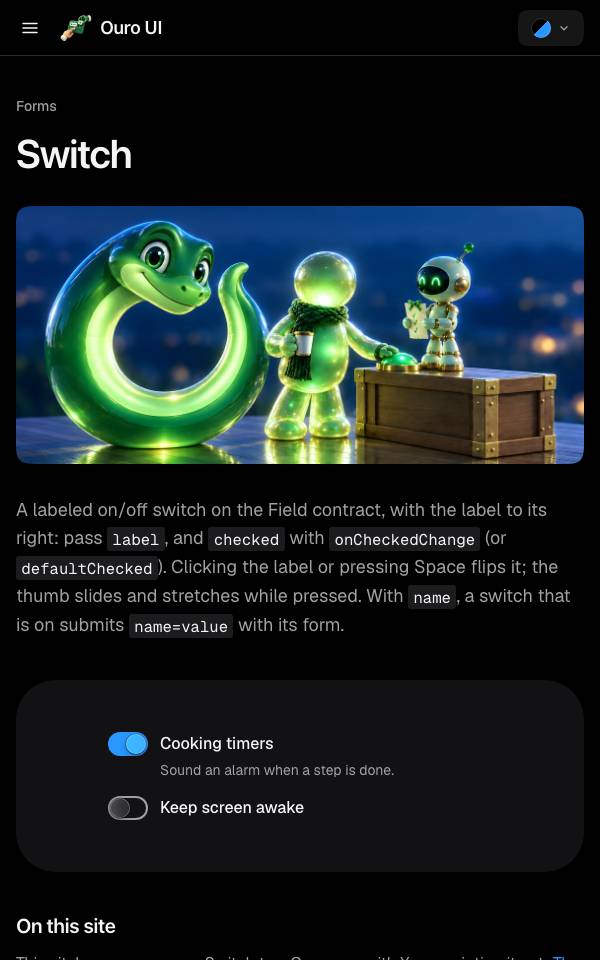 Ouro UI
Forms
Switch
A labeled on/off switch on the Field contract, with the label to its
right: pass label, and checked with onCheckedChange (or
defaultChecked). Clicking the label or pressing Space flips it; the
thumb slides and stretches while pressed. With name, a switch that
is on submits name=value with its form.
Cooking timers
Sound an alarm when a step is done.
Keep screen awake
On this site